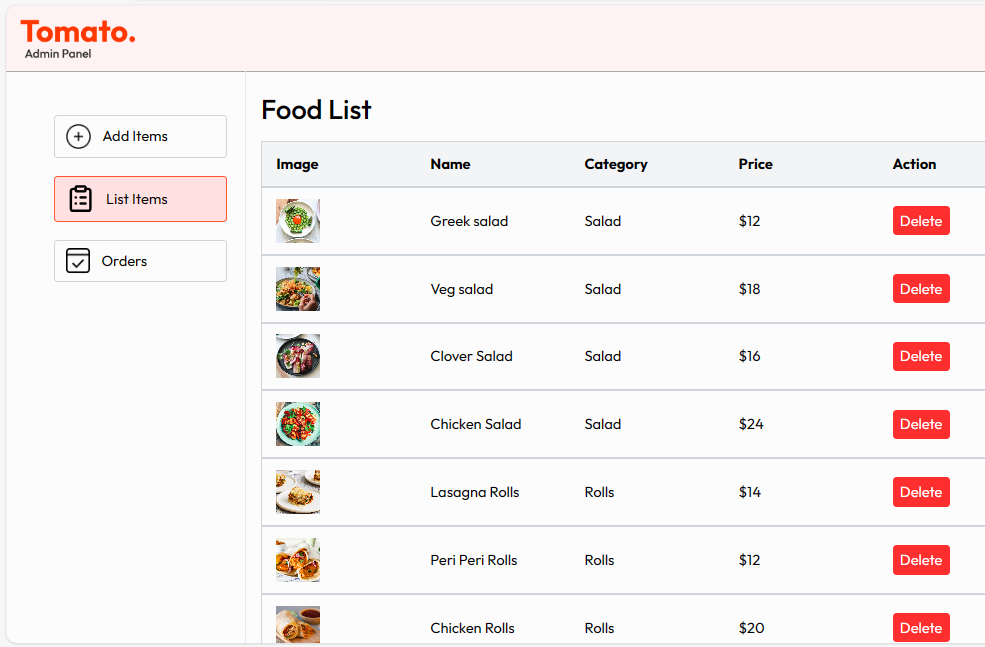 Tomato.
Admin Panel
Add Items
List Items
Orders
Food List
Image Name Category Price Action
Greek salad Salad $12 Delete
Veg salad Salad $18 Delete
Clover Salad Salad $16 Delete
Chicken Salad Salad $24 Delete
Lasagna Rolls Rolls $14 Delete
Peri Peri Rolls Rolls $12 Delete
Chicken Rolls Rolls $20 Delete